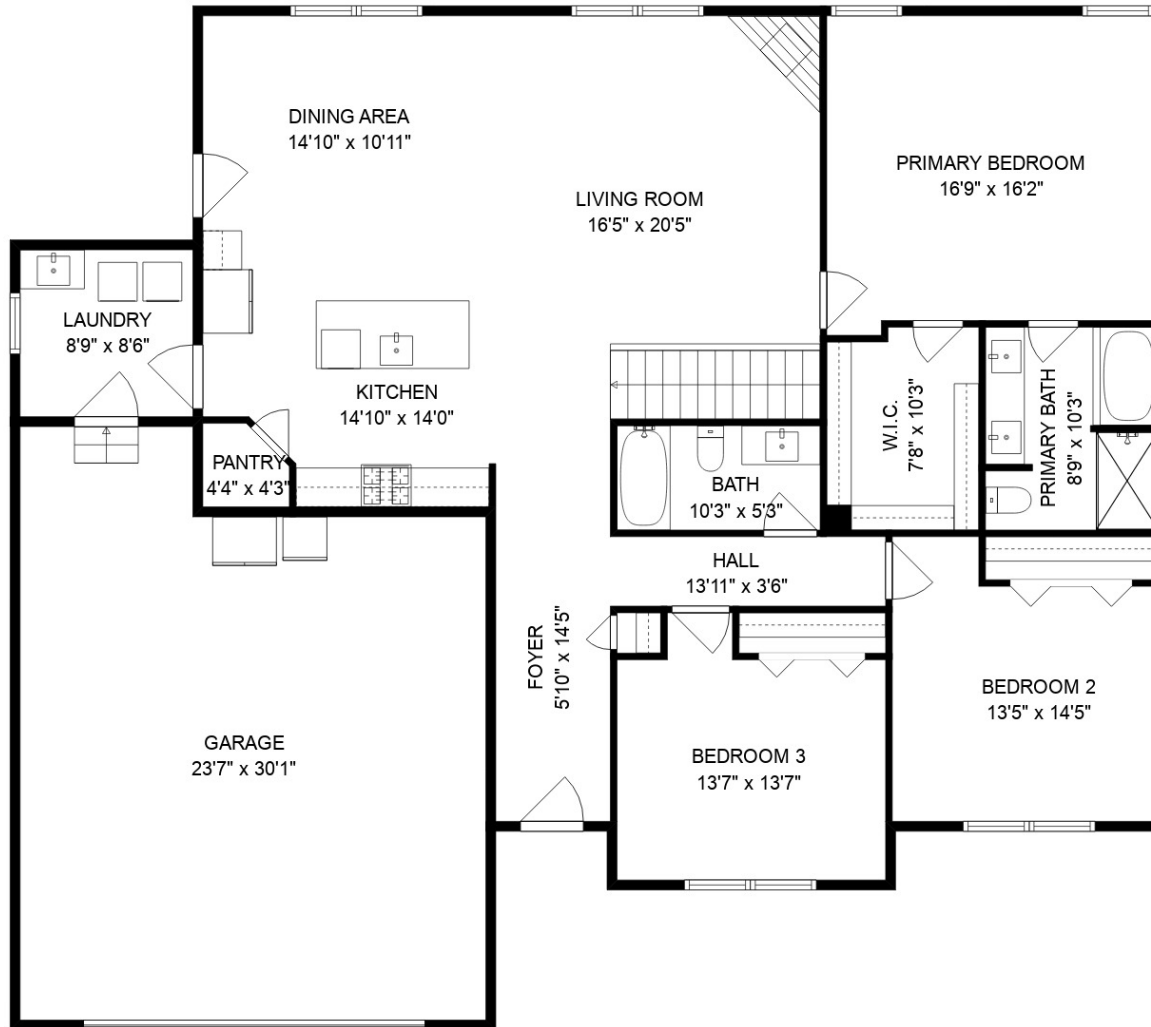 DINING AREA
14'10" x 10'11"
LIVING ROOM
16'5" x 20'5"
PRIMARY BEDROOM
16'9" x 16'2"
LAUNDRY
8'9" x 8'6"
KITCHEN
14'10" x 14'0"
PANTRY
4'4" x 4'3"
W.I.C.
7'8" x 10'3"
PRIMARY BATH
8'9" x 10'3"
BATH
10'3" x 5'3"
HALL
13'11" x 3'6"
FOYER
5'10" x 14'5"
BEDROOM 2
13'5" x 14'5"
BEDROOM 3
13'7" x 13'7"
GARAGE
23'7" x 30'1"